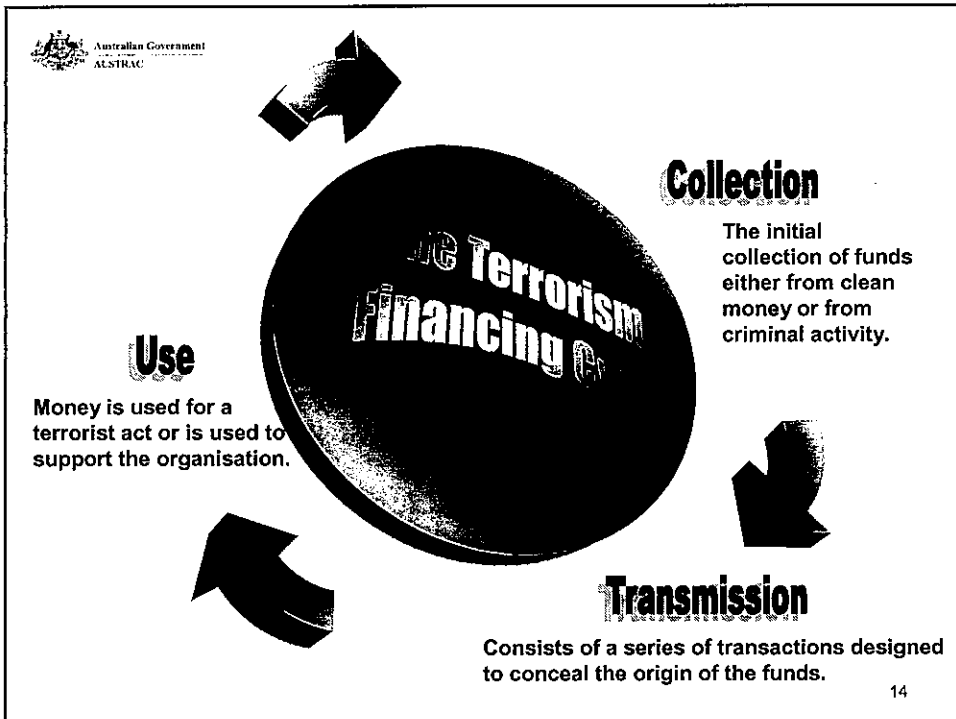 Australian Government
AUSTRAC
Collection
The initial
collection of funds
either from clean
money or from
criminal activity.
Terrorism
Financing
Use
Money is used for a
terrorist act or is used to
support the organisation.
Transmission
Consists of a series of transactions designed
to conceal the origin of the funds.
14